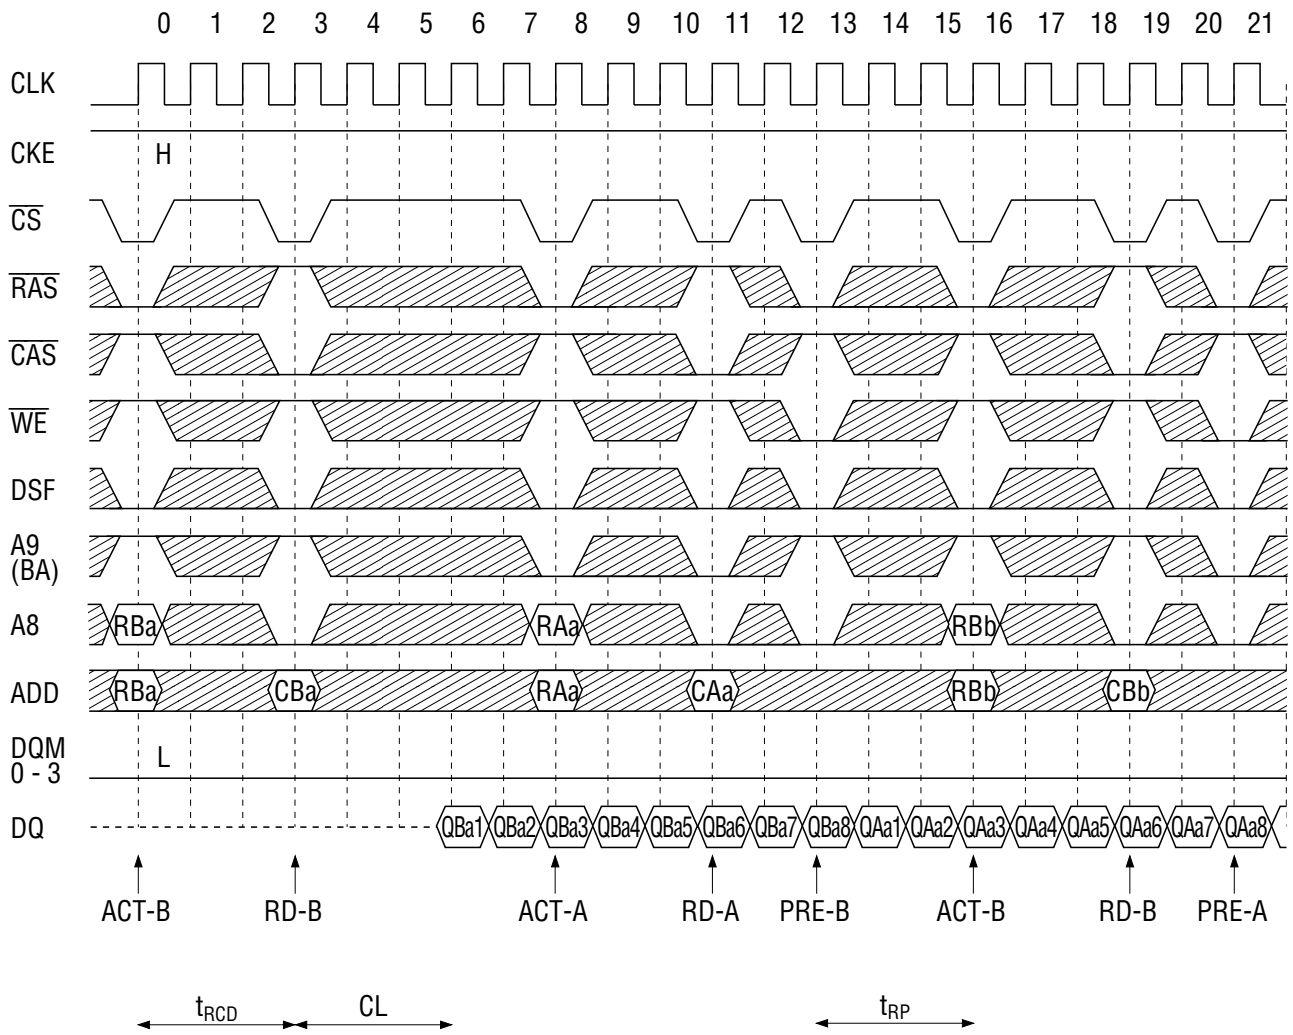 0 1 2 3 4 5 6 7 8 9 10 11 12 13 14 15 16 17 18 19 20 21
CLK
CKE H
CS
RAS
CAS
WE
DSF
A9
(BA)
A8 RBa RAa RBb
ADD RBa CBa RAa CAa RBb CBb
DQM
0 - 3 L
DQ QBa1 QBa2 QBa3 QBa4 QBa5 QBa6 QBa7 QBa8 QAa1 QAa2 QAa3 QAa4 QAa5 QAa6 QAa7 QAa8
ACT-B RD-B ACT-A RD-A PRE-B ACT-B RD-B PRE-A
tRCD CL tRP